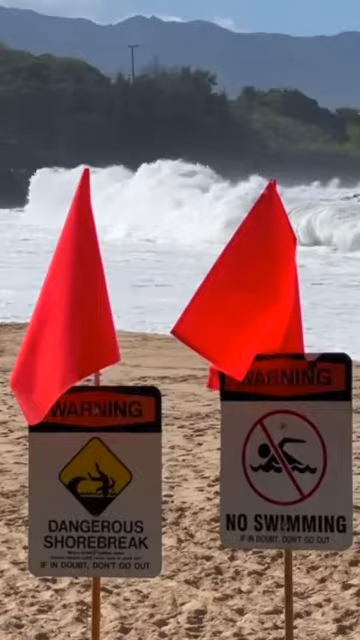 WARNING
DANGEROUS
SHOREBREAK
IF IN DOUBT, DON'T GO OUT
WARNING
NO SWIMMING
IF IN DOUBT, DON'T GO OUT